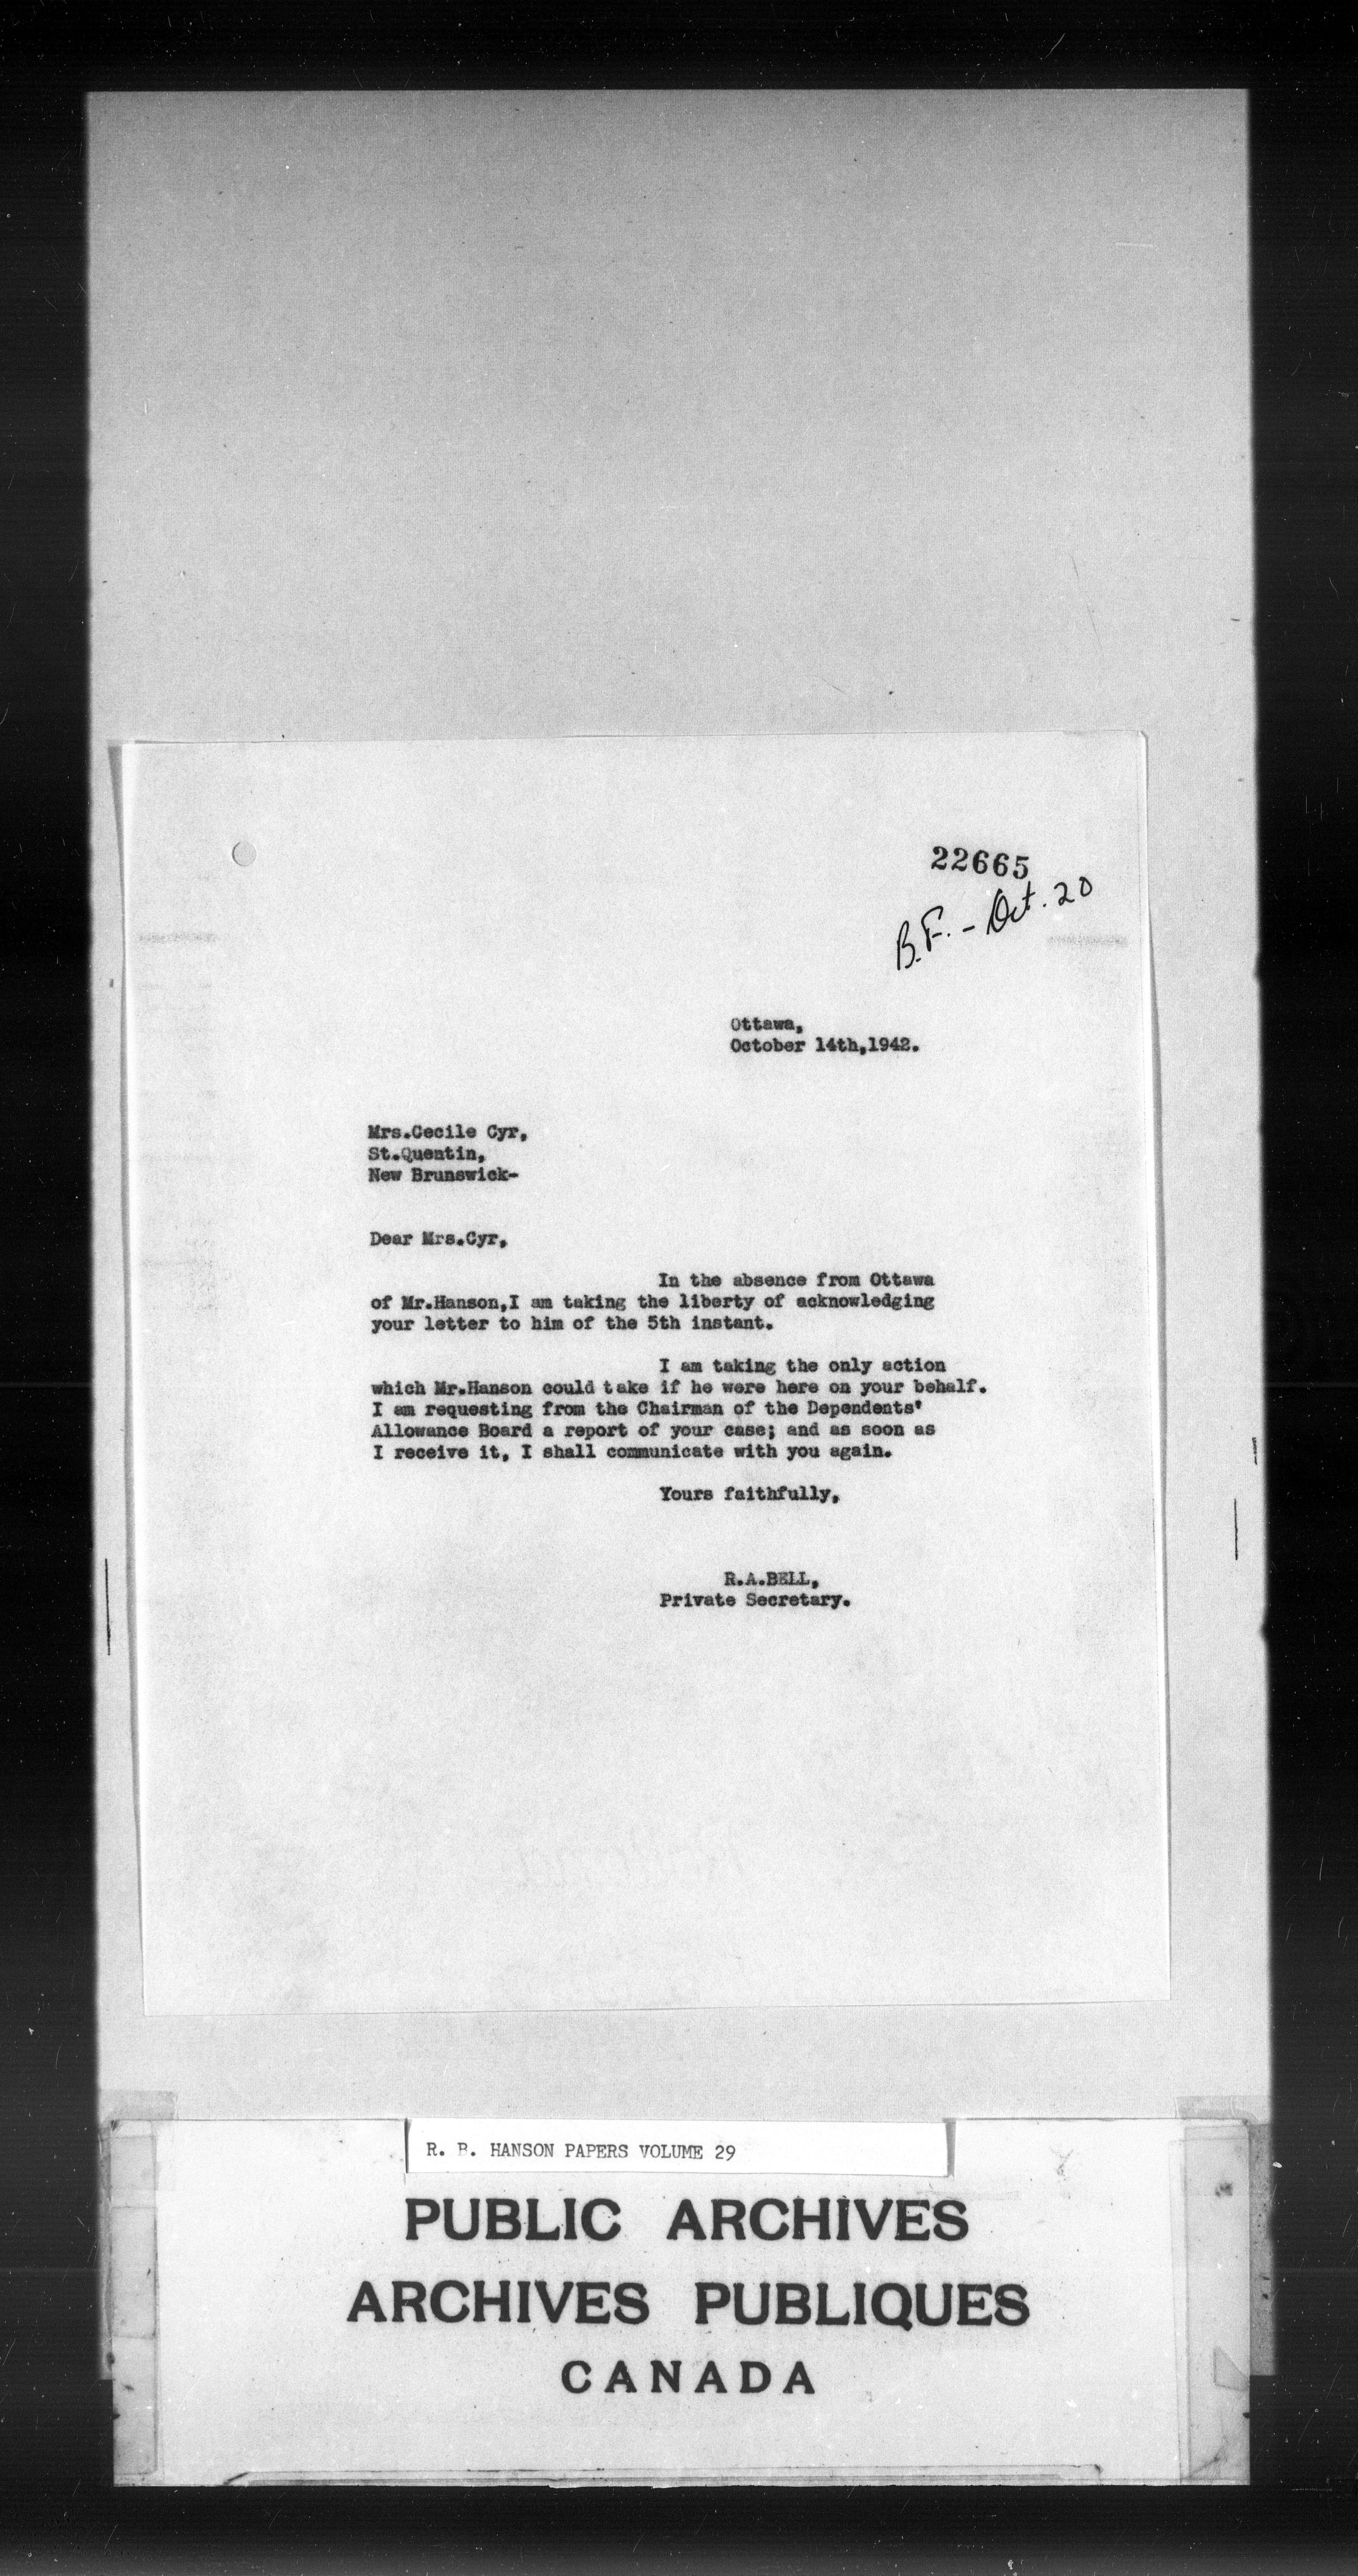 22665
B.F. - Oct. 20
Ottawa,
October 14th,1942.
Mrs.Cecile Cyr,
St.Quentin,
New Brunswick-
Dear Mrs.Cyr,
In the absence from Ottawa
of Mr.Hanson,I am taking the liberty of acknowledging
your letter to him of the 5th instant.
I am taking the only action
which Mr.Hanson could take if he were here on your behalf.
I am requesting from the Chairman of the Dependents'
Allowance Board a report of your case; and as soon as
I receive it, I shall communicate with you again.
Yours faithfully,
R.A.BELL,
Private Secretary.
R. B. HANSON PAPERS VOLUME 29
PUBLIC ARCHIVES
ARCHIVES PUBLIQUES
CANADA